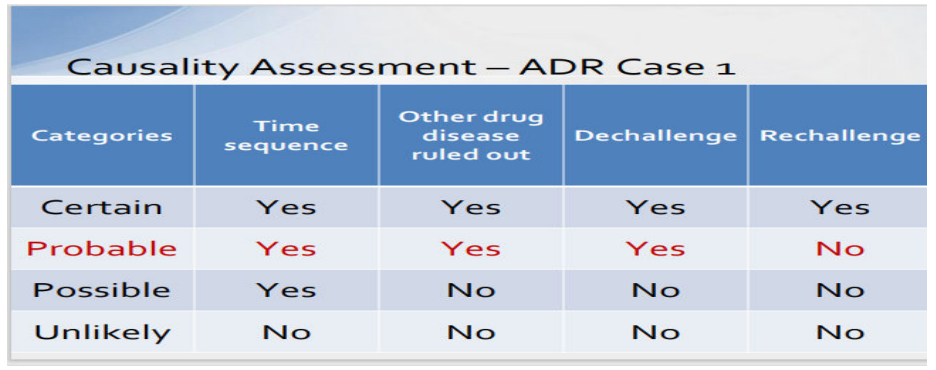 Causality Assessment – ADR Case 1
Categories Time sequence Other drug disease ruled out Dechallenge Rechallenge
Certain Yes Yes Yes Yes
Probable Yes Yes Yes No
Possible Yes No No No
Unlikely No No No No